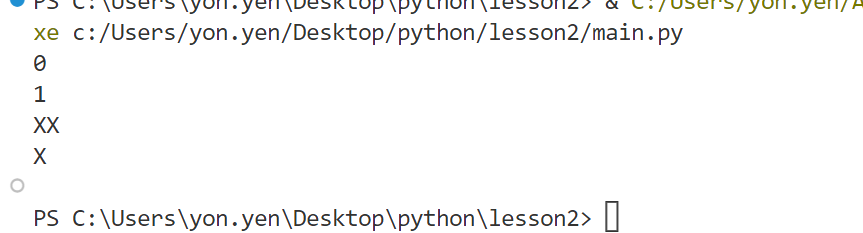 PS C:\Users\yon.yen\Desktop\python\lesson2> & C:/Users/yon.yen/A
xe c:/Users/yon.yen/Desktop/python/lesson2/main.py
0
1
XX
X
PS C:\Users\yon.yen\Desktop\python\lesson2>